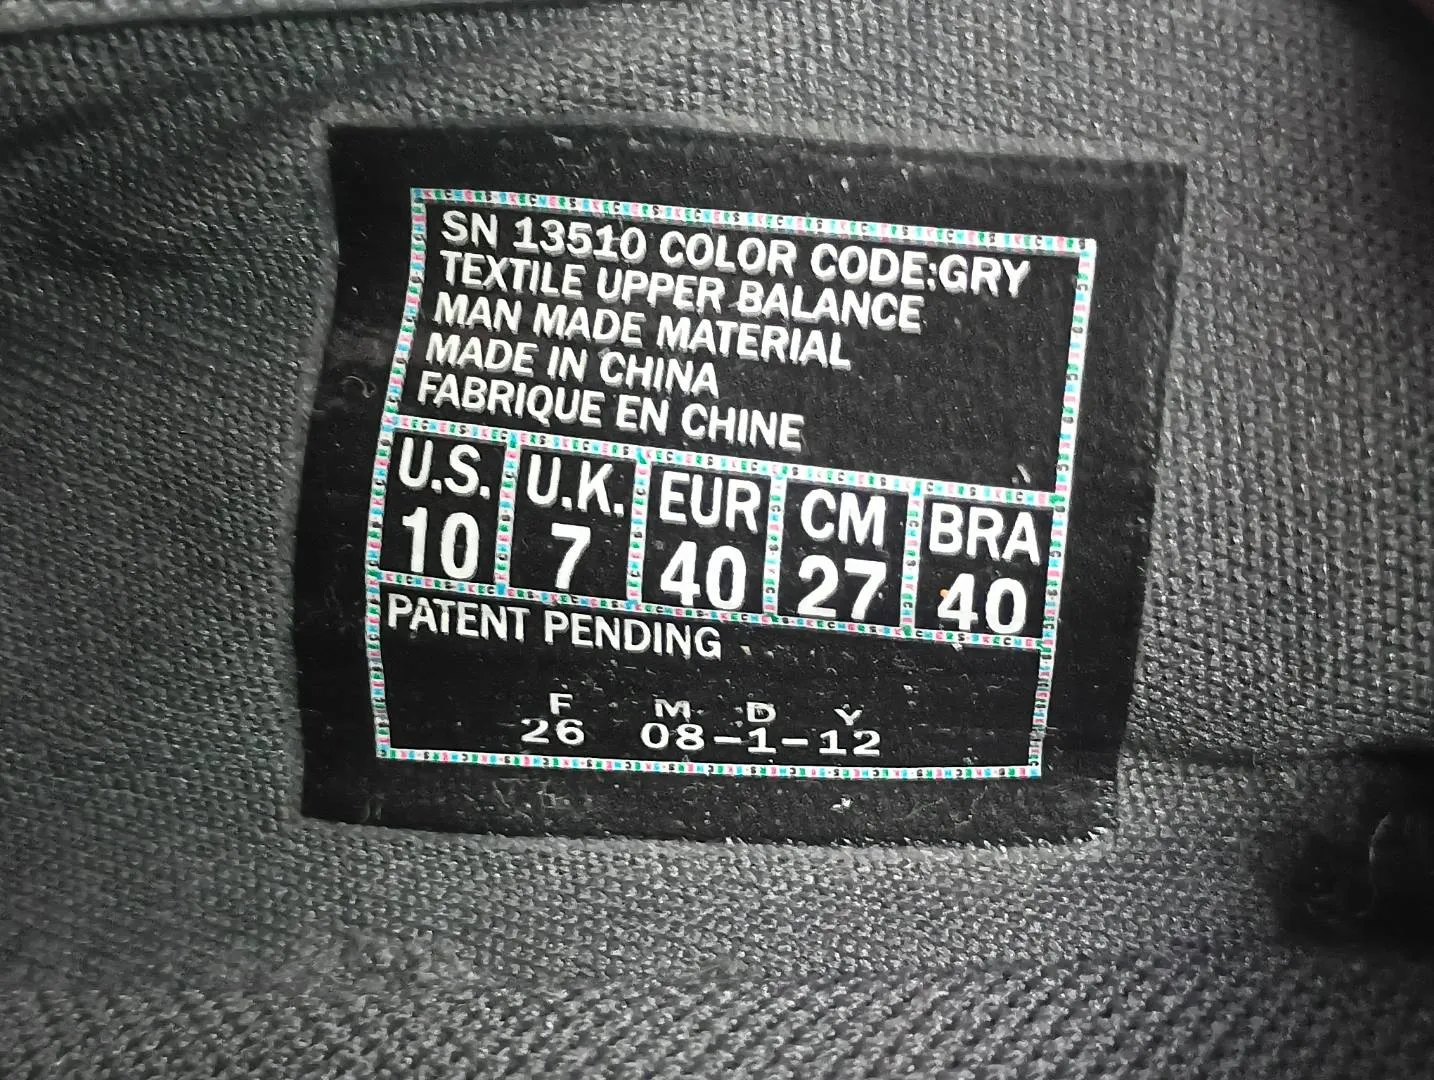 SN 13510 COLOR CODE:GRY
TEXTILE UPPER BALANCE
MAN MADE MATERIAL
MADE IN CHINA
FABRIQUE EN CHINE
U.S. U.K. EUR CM BRA
10 7 40 27 40
PATENT PENDING
F M D Y
26 08-1-12